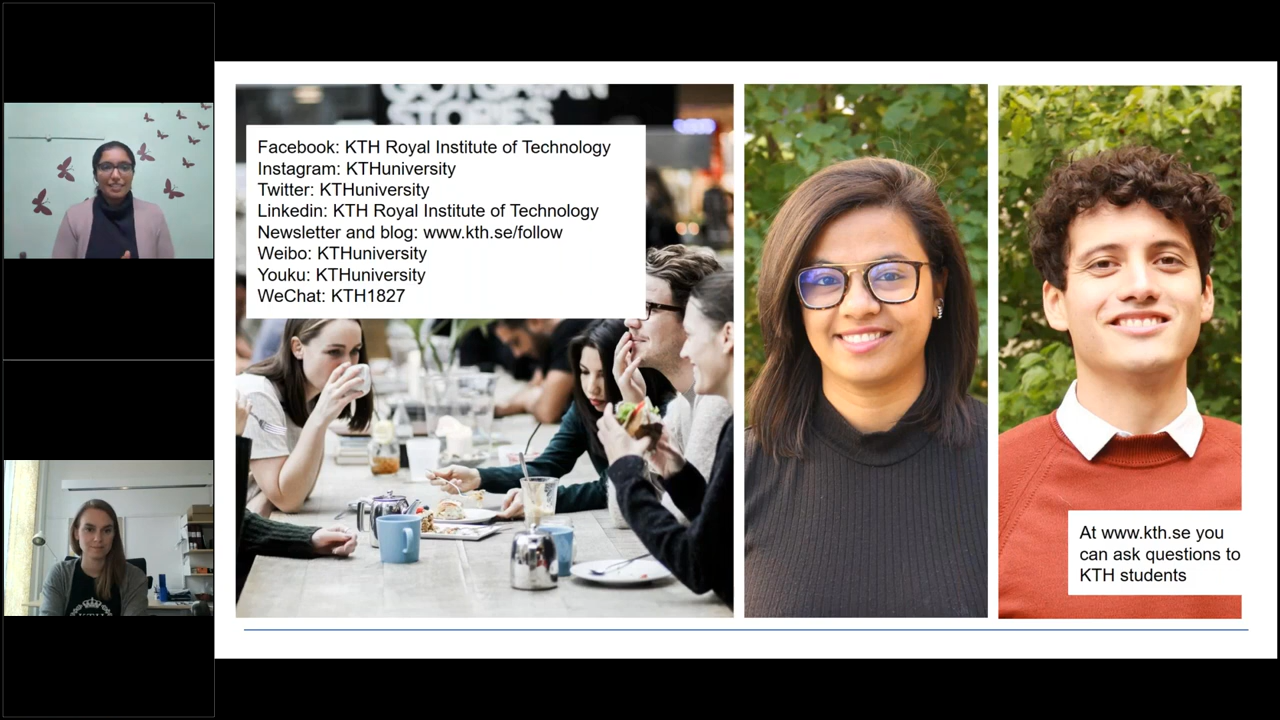 Facebook: KTH Royal Institute of Technology
Instagram: KTHuniversity
Twitter: KTHuniversity
Linkedin: KTH Royal Institute of Technology
Newsletter and blog: www.kth.se/follow
Weibo: KTHuniversity
Youku: KTHuniversity
WeChat: KTH1827
At www.kth.se you
can ask questions to
KTH students